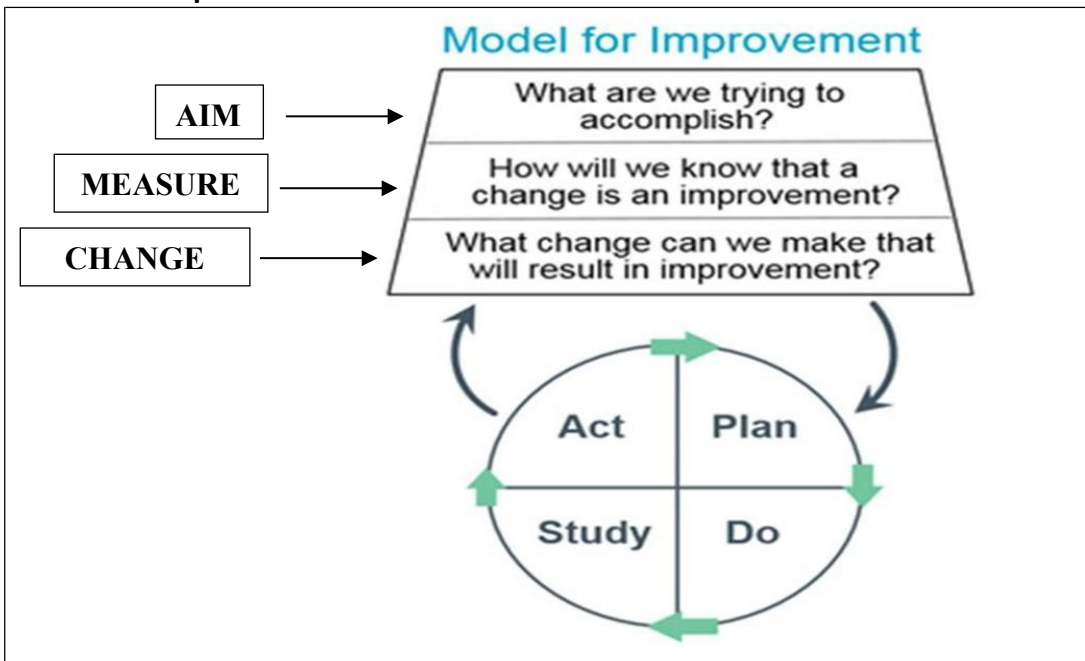 Model for Improvement
AIM
What are we trying to
accomplish?
MEASURE
How will we know that a
change is an improvement?
CHANGE
What change can we make that
will result in improvement?
Act
Plan
Study
Do